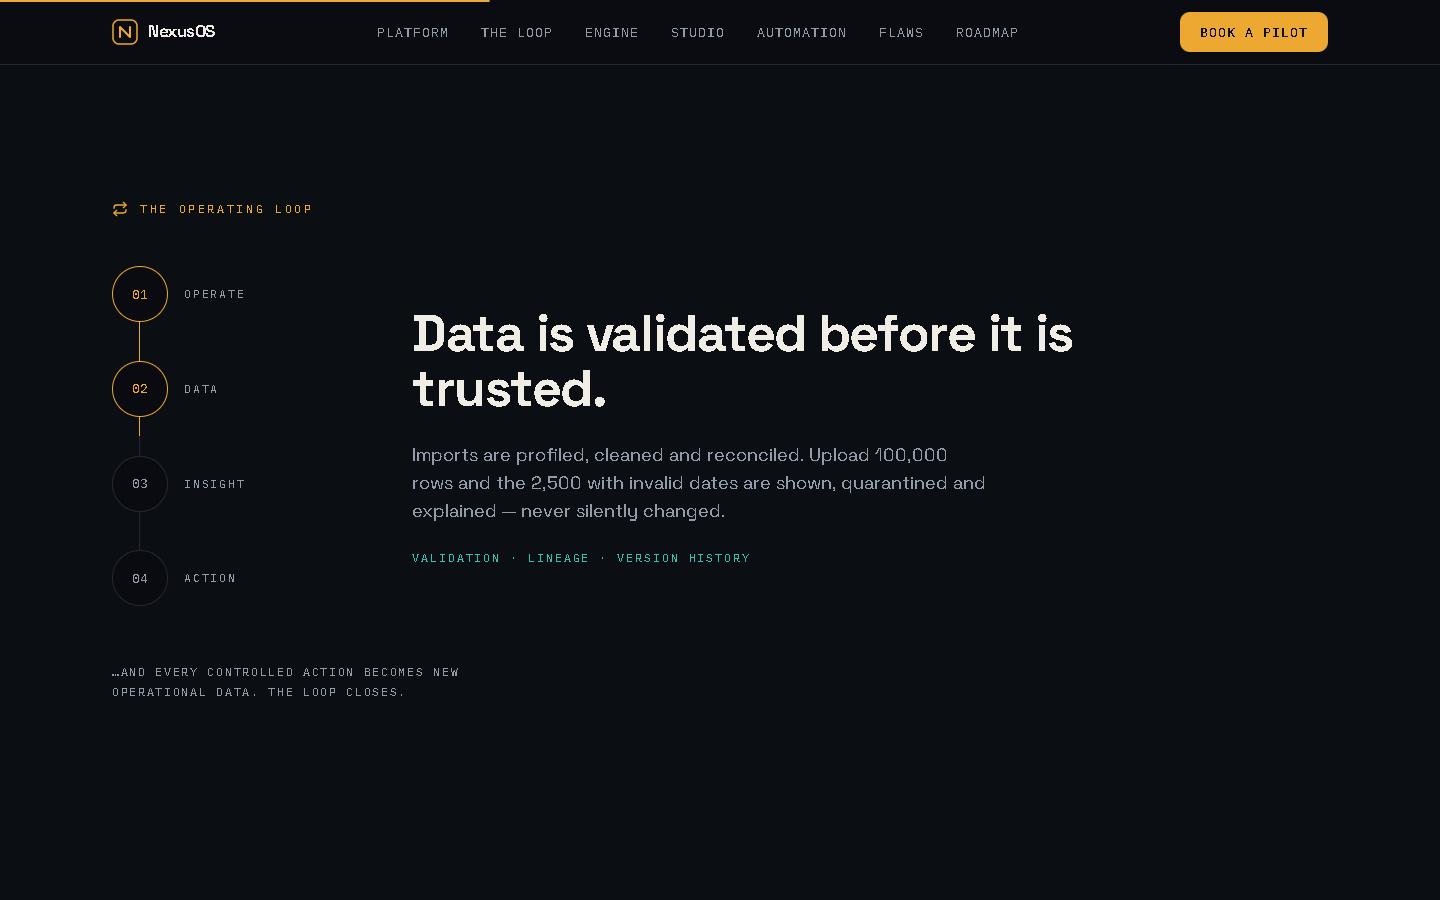 NexusOS
PLATFORM
THE LOOP
ENGINE
STUDIO
AUTOMATION
FLAWS
ROADMAP
BOOK A PILOT
THE OPERATING LOOP
01 OPERATE
02 DATA
03 INSIGHT
04 ACTION
…AND EVERY CONTROLLED ACTION BECOMES NEW
OPERATIONAL DATA. THE LOOP CLOSES.
Data is validated before it is
trusted.
Imports are profiled, cleaned and reconciled. Upload 100,000
rows and the 2,500 with invalid dates are shown, quarantined and
explained — never silently changed.
VALIDATION · LINEAGE · VERSION HISTORY